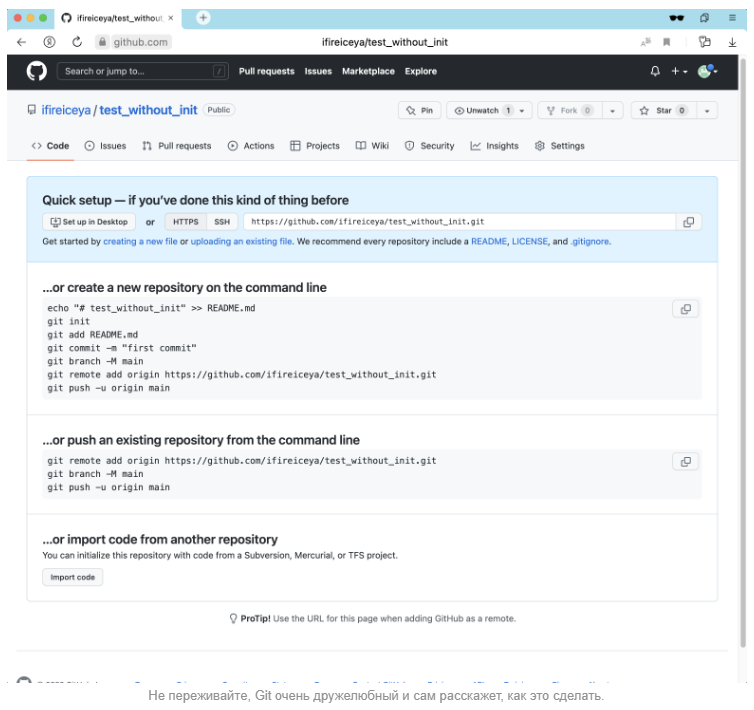 ifireiceya/test_without
github.com
ifireiceya/test_without_init
Search or jump to... /
Pull requests Issues Marketplace Explore
ifireiceya / test_without_init Public
Pin Unwatch 1 Fork 0 Star 0
Code Issues Pull requests Actions Projects Wiki Security Insights Settings
Quick setup — if you've done this kind of thing before
Set up in Desktop or HTTPS SSH https://github.com/ifireiceya/test_without_init.git
Get started by creating a new file or uploading an existing file. We recommend every repository include a README, LICENSE, and .gitignore.
...or create a new repository on the command line
echo "# test_without_init" >> README.md
git init
git add README.md
git commit -m "first commit"
git branch -M main
git remote add origin https://github.com/ifireiceya/test_without_init.git
git push -u origin main
...or push an existing repository from the command line
git remote add origin https://github.com/ifireiceya/test_without_init.git
git branch -M main
git push -u origin main
...or import code from another repository
You can initialize this repository with code from a Subversion, Mercurial, or TFS project.
Import code
ProTip! Use the URL for this page when adding GitHub as a remote.
Не переживайте, Git очень дружелюбный и сам расскажет, как это сделать.